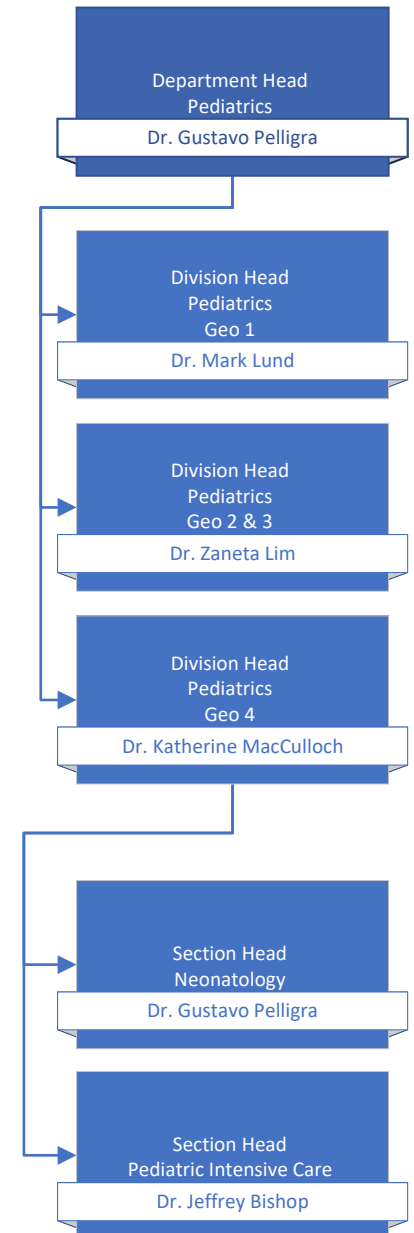 Department Head
Pediatrics
Dr. Gustavo Pelligra
Division Head
Pediatrics
Geo 1
Dr. Mark Lund
Division Head
Pediatrics
Geo 2 & 3
Dr. Zaneta Lim
Division Head
Pediatrics
Geo 4
Dr. Katherine MacCulloch
Section Head
Neonatology
Dr. Gustavo Pelligra
Section Head
Pediatric Intensive Care
Dr. Jeffrey Bishop